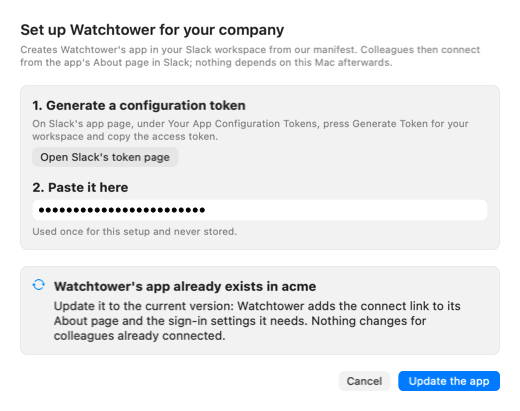 Set up Watchtower for your company
Creates Watchtower's app in your Slack workspace from our manifest. Colleagues then connect
from the app's About page in Slack; nothing depends on this Mac afterwards.
1. Generate a configuration token
On Slack's app page, under Your App Configuration Tokens, press Generate Token for your
workspace and copy the access token.
Open Slack's token page
2. Paste it here
••••••••••••••••••••••••
Used once for this setup and never stored.
Watchtower's app already exists in acme
Update it to the current version: Watchtower adds the connect link to its
About page and the sign-in settings it needs. Nothing changes for
colleagues already connected.
Cancel
Update the app